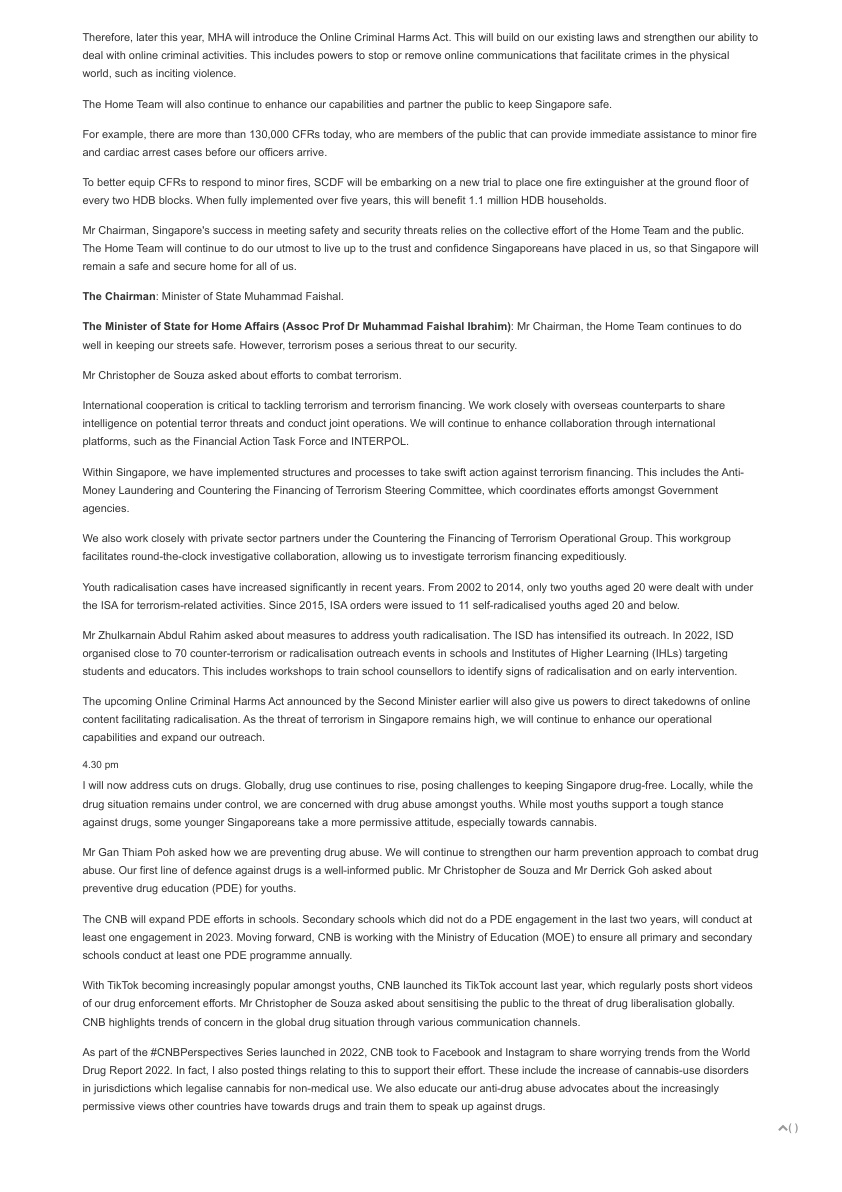 Therefore, later this year, MHA will introduce the Online Criminal Harms Act. This will build on our existing laws and strengthen our ability to
deal with online criminal activities. This includes powers to stop or remove online communications that facilitate crimes in the physical
world, such as inciting violence.
The Home Team will also continue to enhance our capabilities and partner the public to keep Singapore safe.
For example, there are more than 130,000 CFRs today, who are members of the public that can provide immediate assistance to minor fire
and cardiac arrest cases before our officers arrive.
To better equip CFRs to respond to minor fires, SCDF will be embarking on a new trial to place one fire extinguisher at the ground floor of
every two HDB blocks. When fully implemented over five years, this will benefit 1.1 million HDB households.
Mr Chairman, Singapore's success in meeting safety and security threats relies on the collective effort of the Home Team and the public.
The Home Team will continue to do our utmost to live up to the trust and confidence Singaporeans have placed in us, so that Singapore will
remain a safe and secure home for all of us.
The Chairman: Minister of State Muhammad Faishal.
The Minister of State for Home Affairs (Assoc Prof Dr Muhammad Faishal Ibrahim): Mr Chairman, the Home Team continues to do
well in keeping our streets safe. However, terrorism poses a serious threat to our security.
Mr Christopher de Souza asked about efforts to combat terrorism.
International cooperation is critical to tackling terrorism and terrorism financing. We work closely with overseas counterparts to share
intelligence on potential terror threats and conduct joint operations. We will continue to enhance collaboration through international
platforms, such as the Financial Action Task Force and INTERPOL.
Within Singapore, we have implemented structures and processes to take swift action against terrorism financing. This includes the Anti-
Money Laundering and Countering the Financing of Terrorism Steering Committee, which coordinates efforts amongst Government
agencies.
We also work closely with private sector partners under the Countering the Financing of Terrorism Operational Group. This workgroup
facilitates round-the-clock investigative collaboration, allowing us to investigate terrorism financing expeditiously.
Youth radicalisation cases have increased significantly in recent years. From 2002 to 2014, only two youths aged 20 were dealt with under
the ISA for terrorism-related activities. Since 2015, ISA orders were issued to 11 self-radicalised youths aged 20 and below.
Mr Zhulkarnain Abdul Rahim asked about measures to address youth radicalisation. The ISD has intensified its outreach. In 2022, ISD
organised close to 70 counter-terrorism or radicalisation outreach events in schools and Institutes of Higher Learning (IHLs) targeting
students and educators. This includes workshops to train school counsellors to identify signs of radicalisation and on early intervention.
The upcoming Online Criminal Harms Act announced by the Second Minister earlier will also give us powers to direct takedowns of online
content facilitating radicalisation. As the threat of terrorism in Singapore remains high, we will continue to enhance our operational
capabilities and expand our outreach.
4.30 pm
I will now address cuts on drugs. Globally, drug use continues to rise, posing challenges to keeping Singapore drug-free. Locally, while the
drug situation remains under control, we are concerned with drug abuse amongst youths. While most youths support a tough stance
against drugs, some younger Singaporeans take a more permissive attitude, especially towards cannabis.
Mr Gan Thiam Poh asked how we are preventing drug abuse. We will continue to strengthen our harm prevention approach to combat drug
abuse. Our first line of defence against drugs is a well-informed public. Mr Christopher de Souza and Mr Derrick Goh asked about
preventive drug education (PDE) for youths.
The CNB will expand PDE efforts in schools. Secondary schools which did not do a PDE engagement in the last two years, will conduct at
least one engagement in 2023. Moving forward, CNB is working with the Ministry of Education (MOE) to ensure all primary and secondary
schools conduct at least one PDE programme annually.
With TikTok becoming increasingly popular amongst youths, CNB launched its TikTok account last year, which regularly posts short videos
of our drug enforcement efforts. Mr Christopher de Souza asked about sensitising the public to the threat of drug liberalisation globally.
CNB highlights trends of concern in the global drug situation through various communication channels.
As part of the #CNBPerspectives Series launched in 2022, CNB took to Facebook and Instagram to share worrying trends from the World
Drug Report 2022. In fact, I also posted things relating to this to support their effort. These include the increase of cannabis-use disorders
in jurisdictions which legalise cannabis for non-medical use. We also educate our anti-drug abuse advocates about the increasingly
permissive views other countries have towards drugs and train them to speak up against drugs.
( )